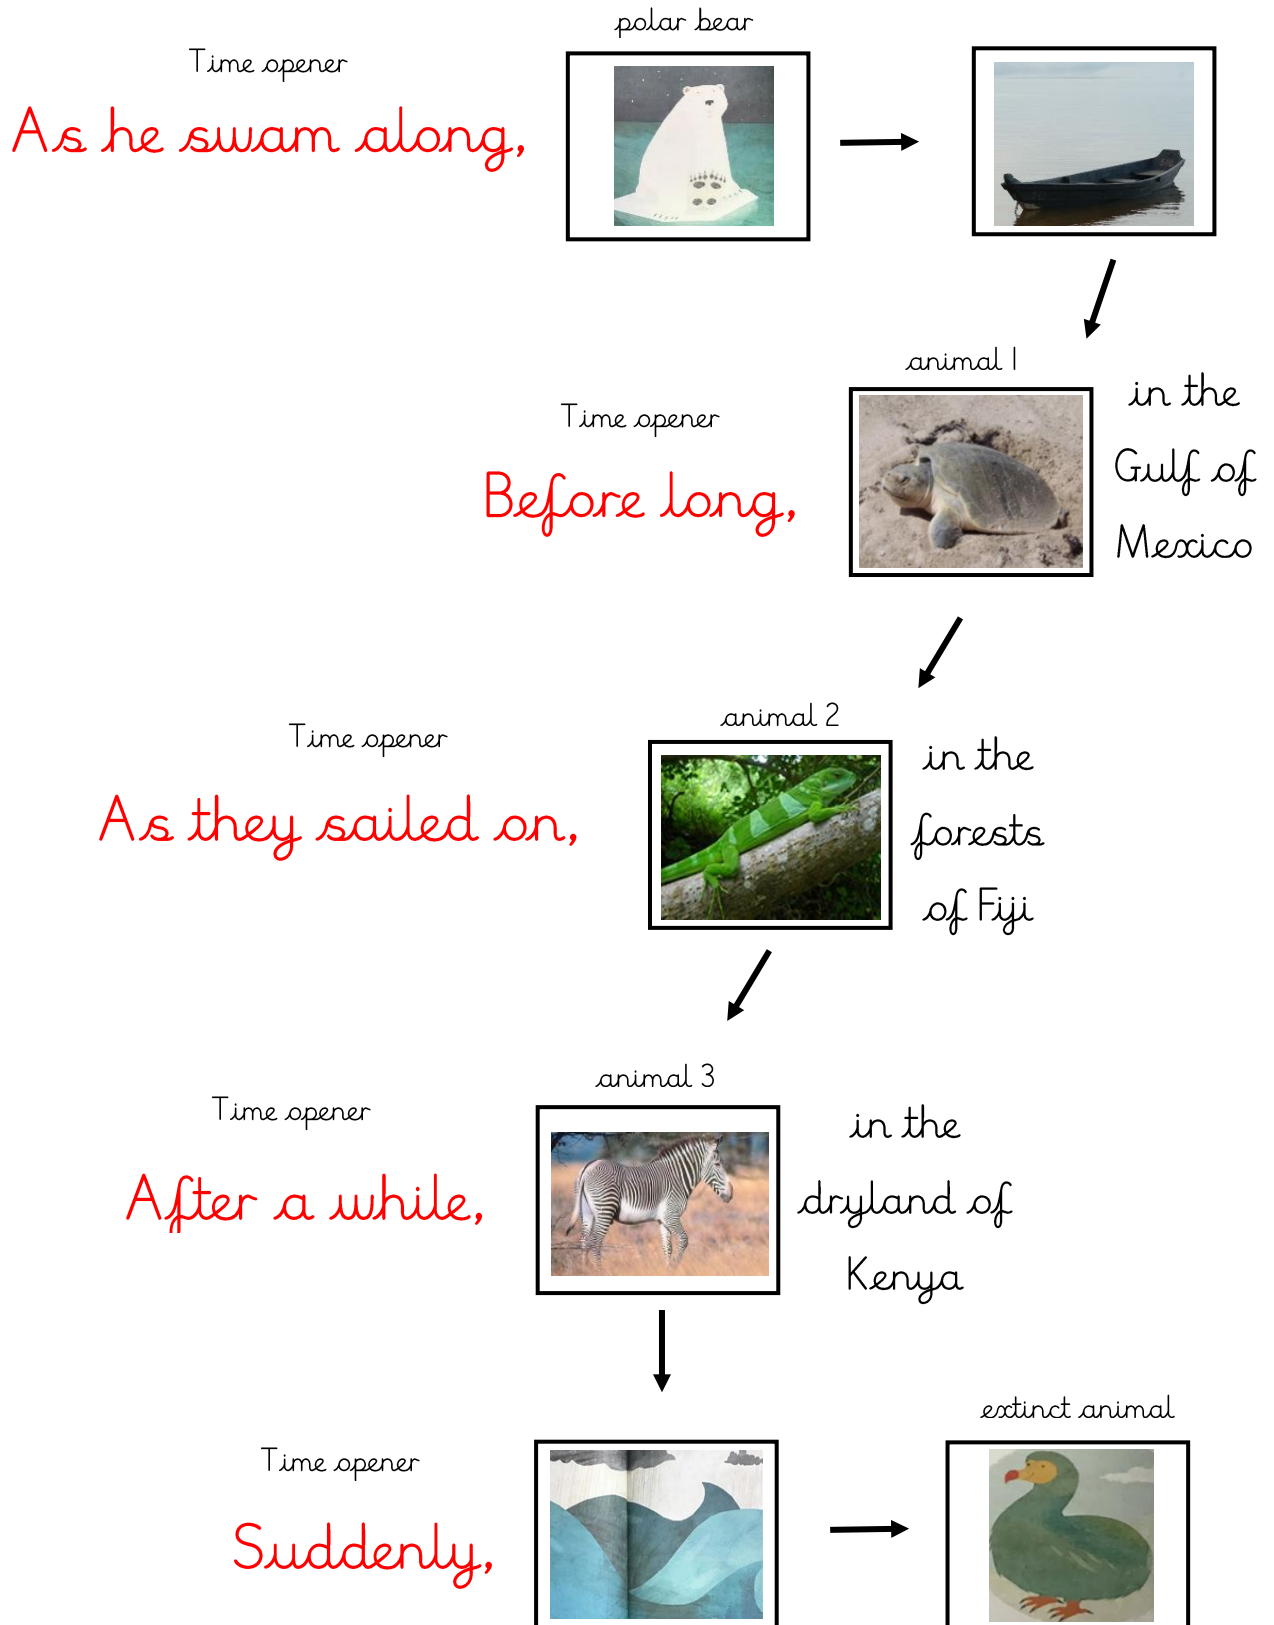 polar bear
Time opener
As he swam along,
animal 1
in the
Gulf of
Mexico
Time opener
Before long,
animal 2
in the
forests
of Fiji
Time opener
As they sailed on,
animal 3
in the
dryland of
Kenya
Time opener
After a while,
extinct animal
Time opener
Suddenly,